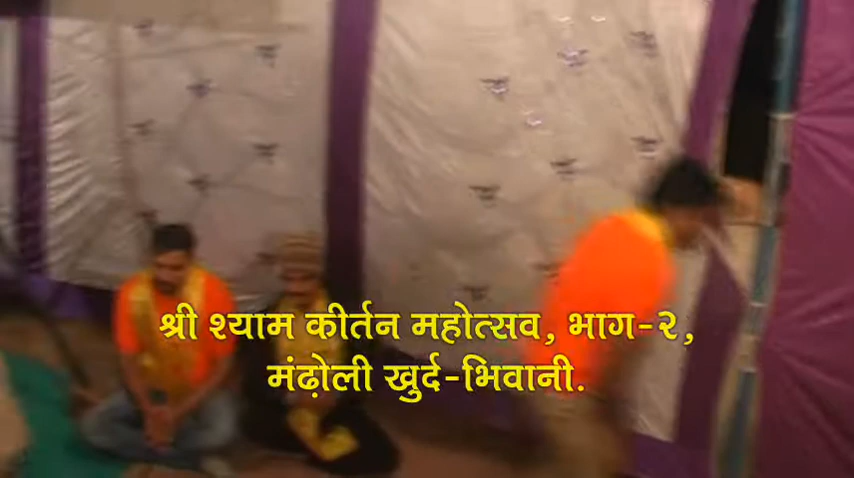 श्री श्याम कीर्तन महोत्सव, भाग-२,
मंढ़ोली खुर्द-भिवानी.